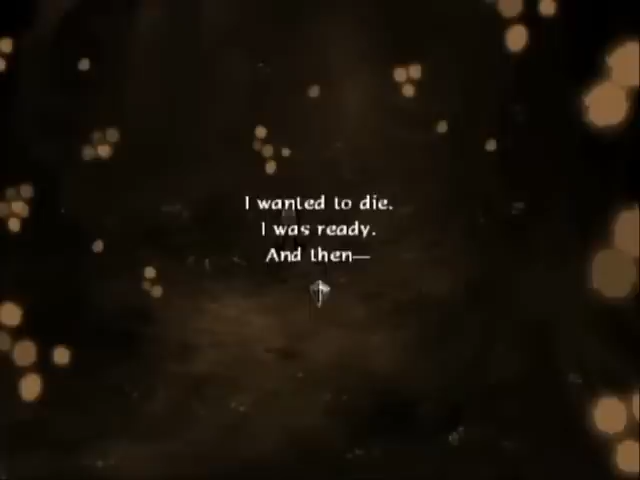 I wanted to die.
I was ready.
And then—